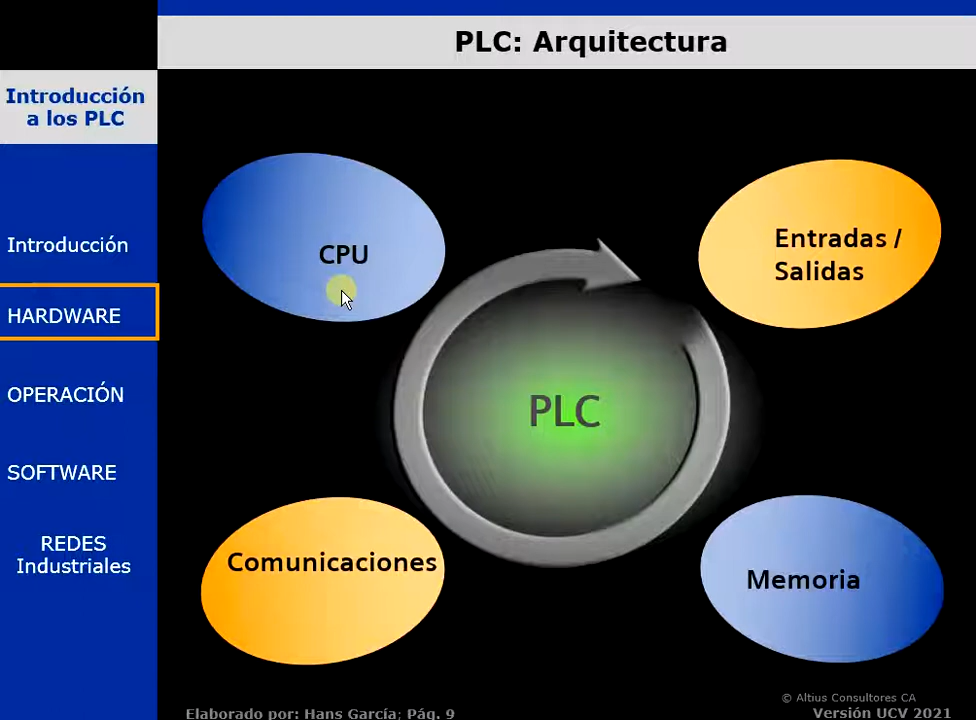 PLC: Arquitectura
Introducción
a los PLC
Introducción
HARDWARE
OPERACIÓN
SOFTWARE
REDES
Industriales
CPU
Entradas /
Salidas
PLC
Comunicaciones
Memoria
© Altius Consultores CA
Elaborado por: Hans García; Pág. 9
Versión UCV 2021